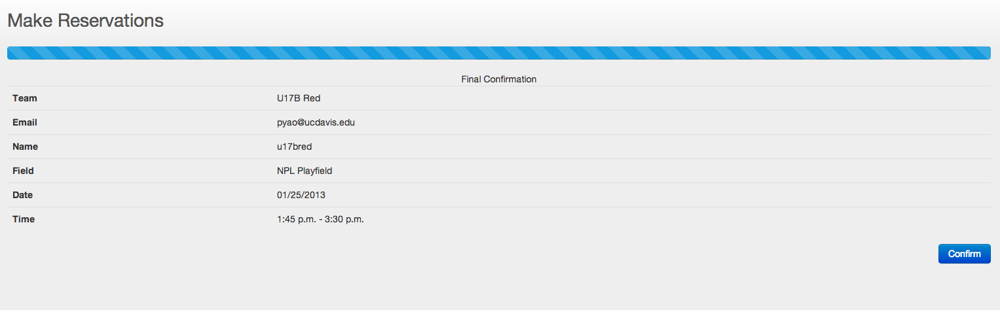 Make Reservations
Final Confirmation
Team U17B Red
Email pyao@ucdavis.edu
Name u17bred
Field NPL Playfield
Date 01/25/2013
Time 1:45 p.m. - 3:30 p.m.
Confirm